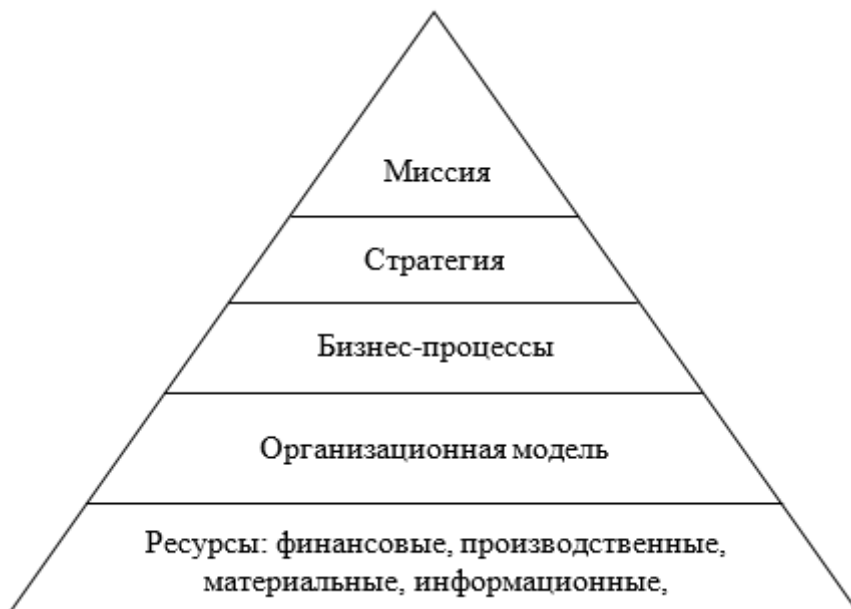 Миссия
Стратегия
Бизнес-процессы
Организационная модель
Ресурсы: финансовые, производственные,
материальные, информационные,